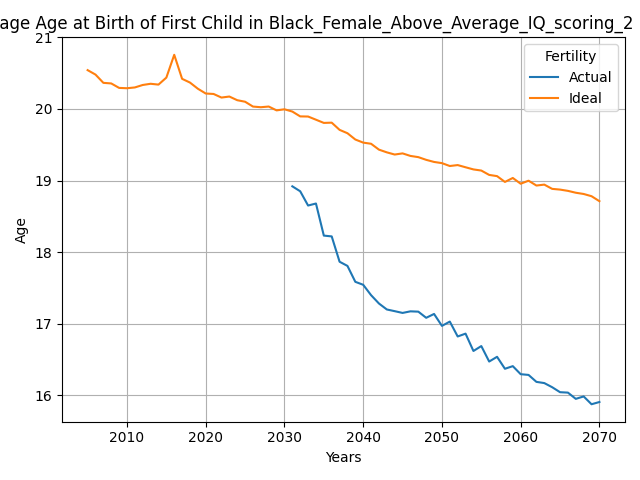 age Age at Birth of First Child in Black_Female_Above_Average_IQ_scoring_2
Fertility
Actual
Ideal
21
20
19
18
17
16
Age
2010 2020 2030 2040 2050 2060 2070
Years